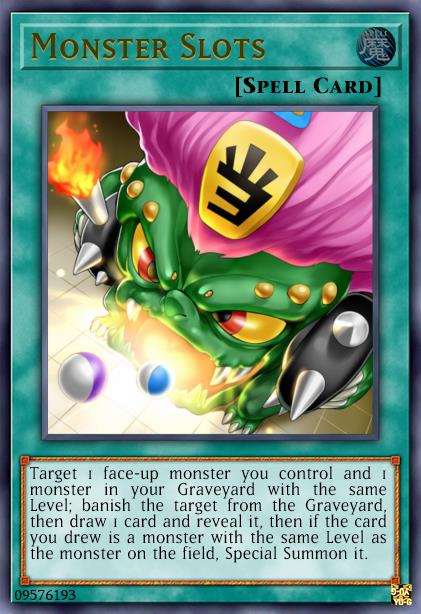 Monster Slots
魔
[Spell Card]
当
Target 1 face-up monster you control and 1
monster in your Graveyard with the same
Level; banish the target from the Graveyard,
then draw 1 card and reveal it, then if the card
you drew is a monster with the same Level as
the monster on the field, Special Summon it.
09576193